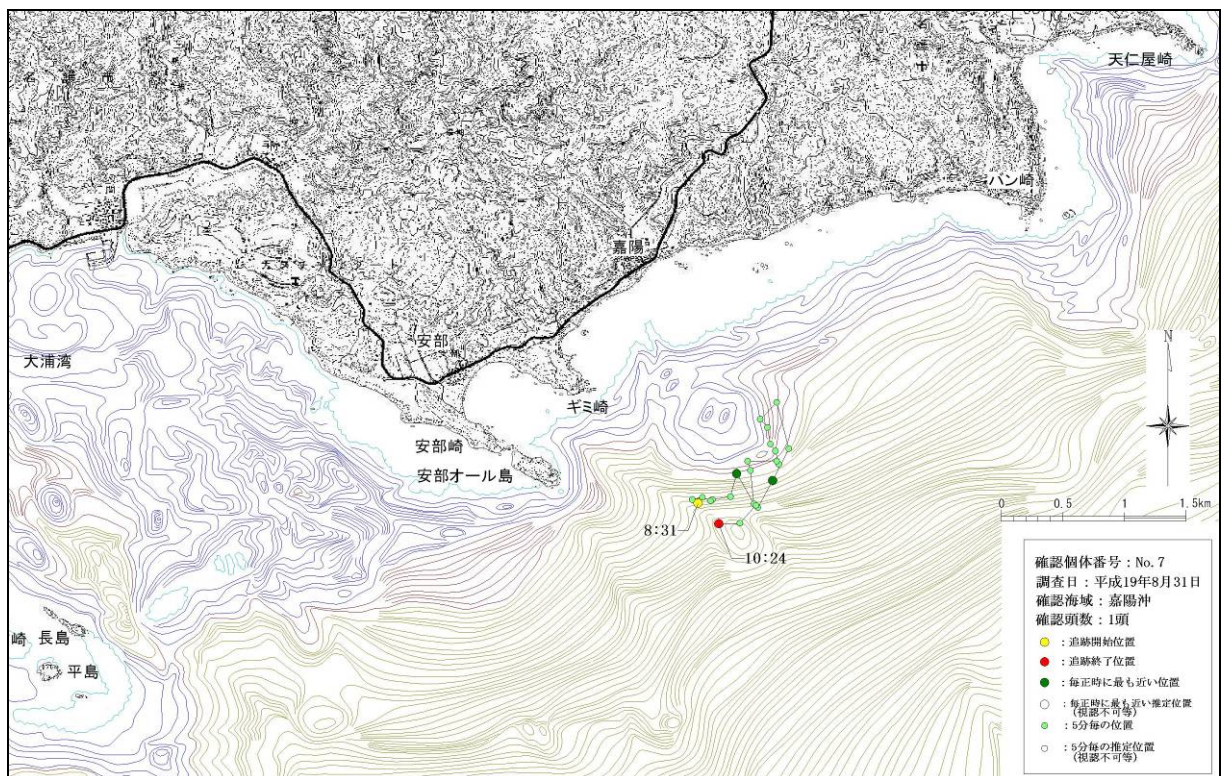 天仁屋崎
バン崎
嘉陽
安部
大浦湾
ギミ崎
安部崎
安部オール島
N
0 0.5 1 1.5km
8:31
10:24
長島
崎
平島
確認個体番号：No.7
調査日：平成19年8月31日
確認海域：嘉陽沖
確認頭数：1頭
：追跡開始位置
：追跡終了位置
：毎正時に最も近い位置
：毎正時に最も近い推定位置
(視認不可等)
：5分毎の位置
：5分毎の推定位置
(視認不可等)